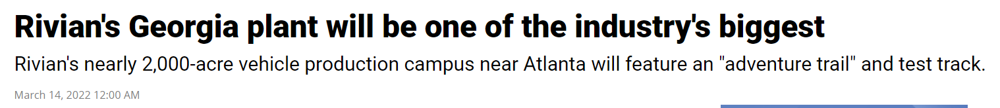 Rivian's Georgia plant will be one of the industry's biggest
Rivian's nearly 2,000-acre vehicle production campus near Atlanta will feature an "adventure trail" and test track.
March 14, 2022 12:00 AM